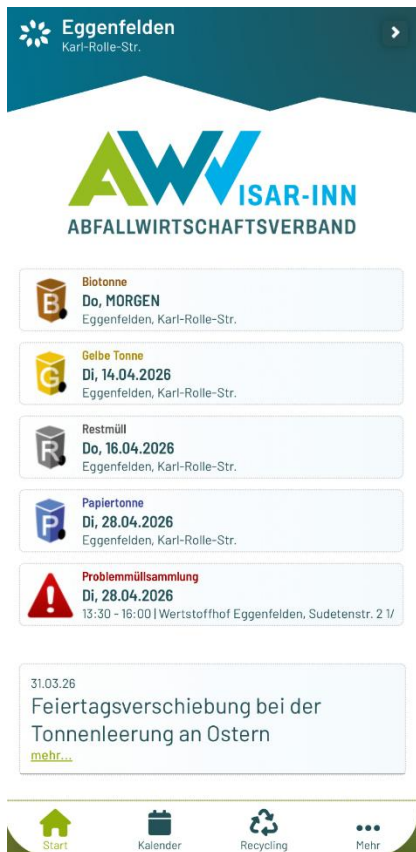 Eggenfelden
Karl-Rolle-Str.
AWV ISAR-INN
ABFALLWIRTSCHAFTSVERBAND
Biotonne
B
Do, MORGEN
Eggenfelden, Karl-Rolle-Str.
Gelbe Tonne
G
Di, 14.04.2026
Eggenfelden, Karl-Rolle-Str.
Restmüll
R
Do, 16.04.2026
Eggenfelden, Karl-Rolle-Str.
Papiertonne
P
Di, 28.04.2026
Eggenfelden, Karl-Rolle-Str.
Problemmüllsammlung
Di, 28.04.2026
13:30 - 16:00 | Wertstoffhof Eggenfelden, Sudetenstr. 2 1/
31.03.26
Feiertagsverschiebung bei der
Tonnenleerung an Ostern
mehr...
Start
Kalender
Recycling
Mehr